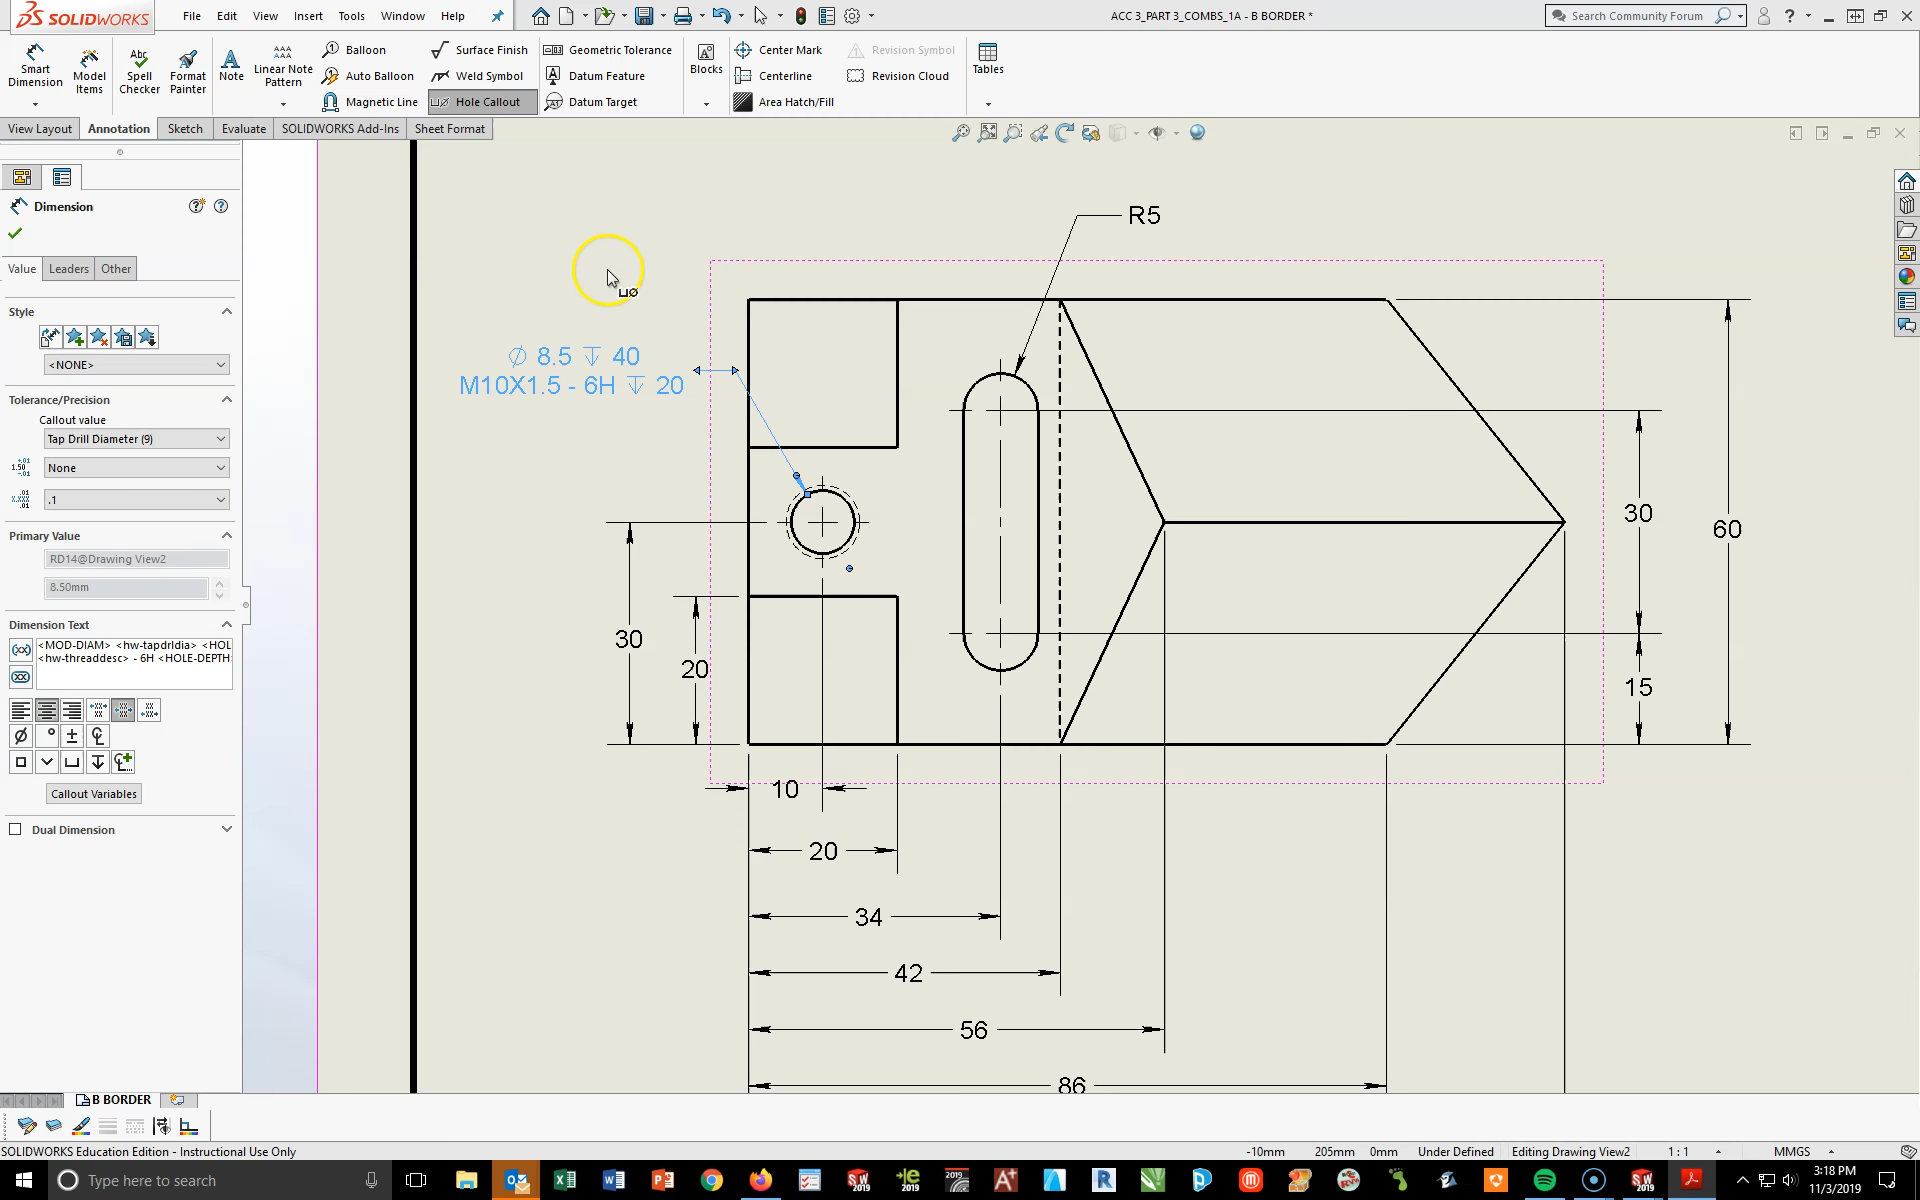 SOLIDWORKS File Edit View Insert Tools Window Help ACC 3_PART 3_COMBS_1A - B BORDER * Search Community Forum
Smart Dimension
Model Items
Abc
Spell Checker
Format Painter
A
Note
AAA
AAA
Linear Note Pattern
Balloon
Auto Balloon
Magnetic Line
Surface Finish
Weld Symbol
Hole Callout
Geometric Tolerance
Datum Feature
Datum Target
Blocks
Center Mark
Centerline
Area Hatch/Fill
Revision Symbol
Revision Cloud
Tables
View Layout Annotation Sketch Evaluate SOLIDWORKS Add-Ins Sheet Format
Dimension
Value Leaders Other
Style
<NONE>
Tolerance/Precision
Callout value
Tap Drill Diameter (9)
None
.1
Primary Value
RD14@Drawing View2
8.50mm
Dimension Text
<MOD-DIAM> <hw-tapdrldia> <HOL
<hw-threaddesc> - 6H <HOLE-DEPTH
Callout Variables
Dual Dimension
R5
∅ 8.5 ↧ 40
M10X1.5 - 6H ↧ 20
30
60
30
20
15
10
20
34
42
56
86
B BORDER
SOLIDWORKS Education Edition - Instructional Use Only -10mm 205mm 0mm Under Defined Editing Drawing View2 1 : 1 MMGS
Type here to search
3:18 PM
11/3/2019